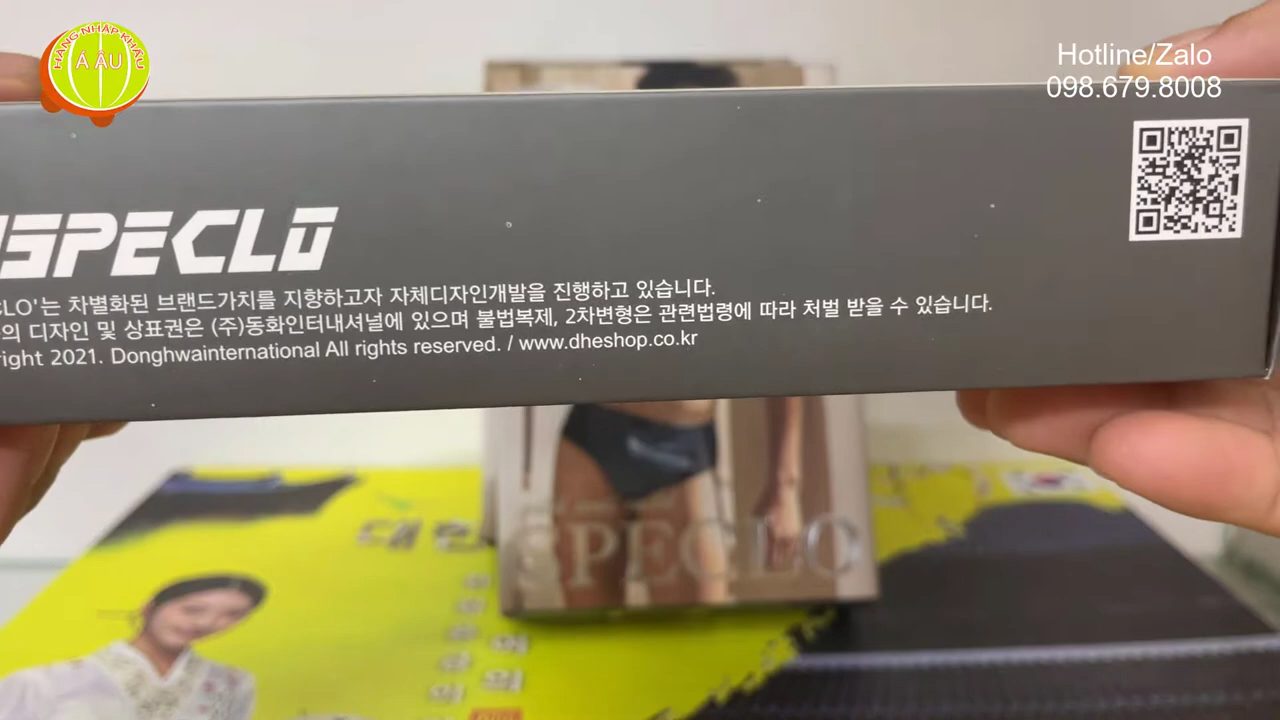 HÀNG NHẬP KHẨU
Á ÂU
Hotline/Zalo
098.679.8008
SPECLO
CLO'는 차별화된 브랜드가치를 지향하고자 자체디자인개발을 진행하고 있습니다.
의 디자인 및 상표권은 (주)동화인터내셔널에 있으며 불법복제, 2차변형은 관련법령에 따라 처벌 받을 수 있습니다.
right 2021. Donghwainternational All rights reserved. / www.dheshop.co.kr
SPECLO